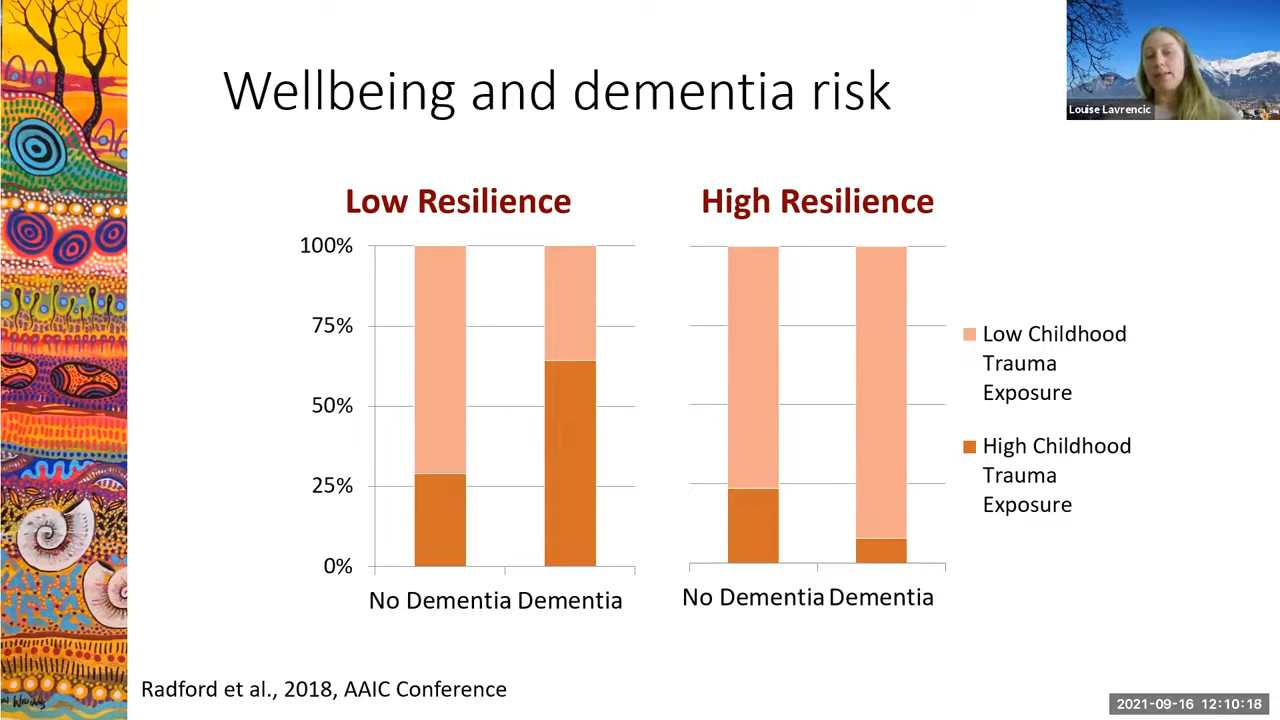 Wellbeing and dementia risk
Louise Lavrencic
Low Resilience
High Resilience
100%
75%
50%
25%
0%
No Dementia Dementia
No Dementia Dementia
Low Childhood
Trauma
Exposure
High Childhood
Trauma
Exposure
Radford et al., 2018, AAIC Conference
2021-09-16 12:10:18